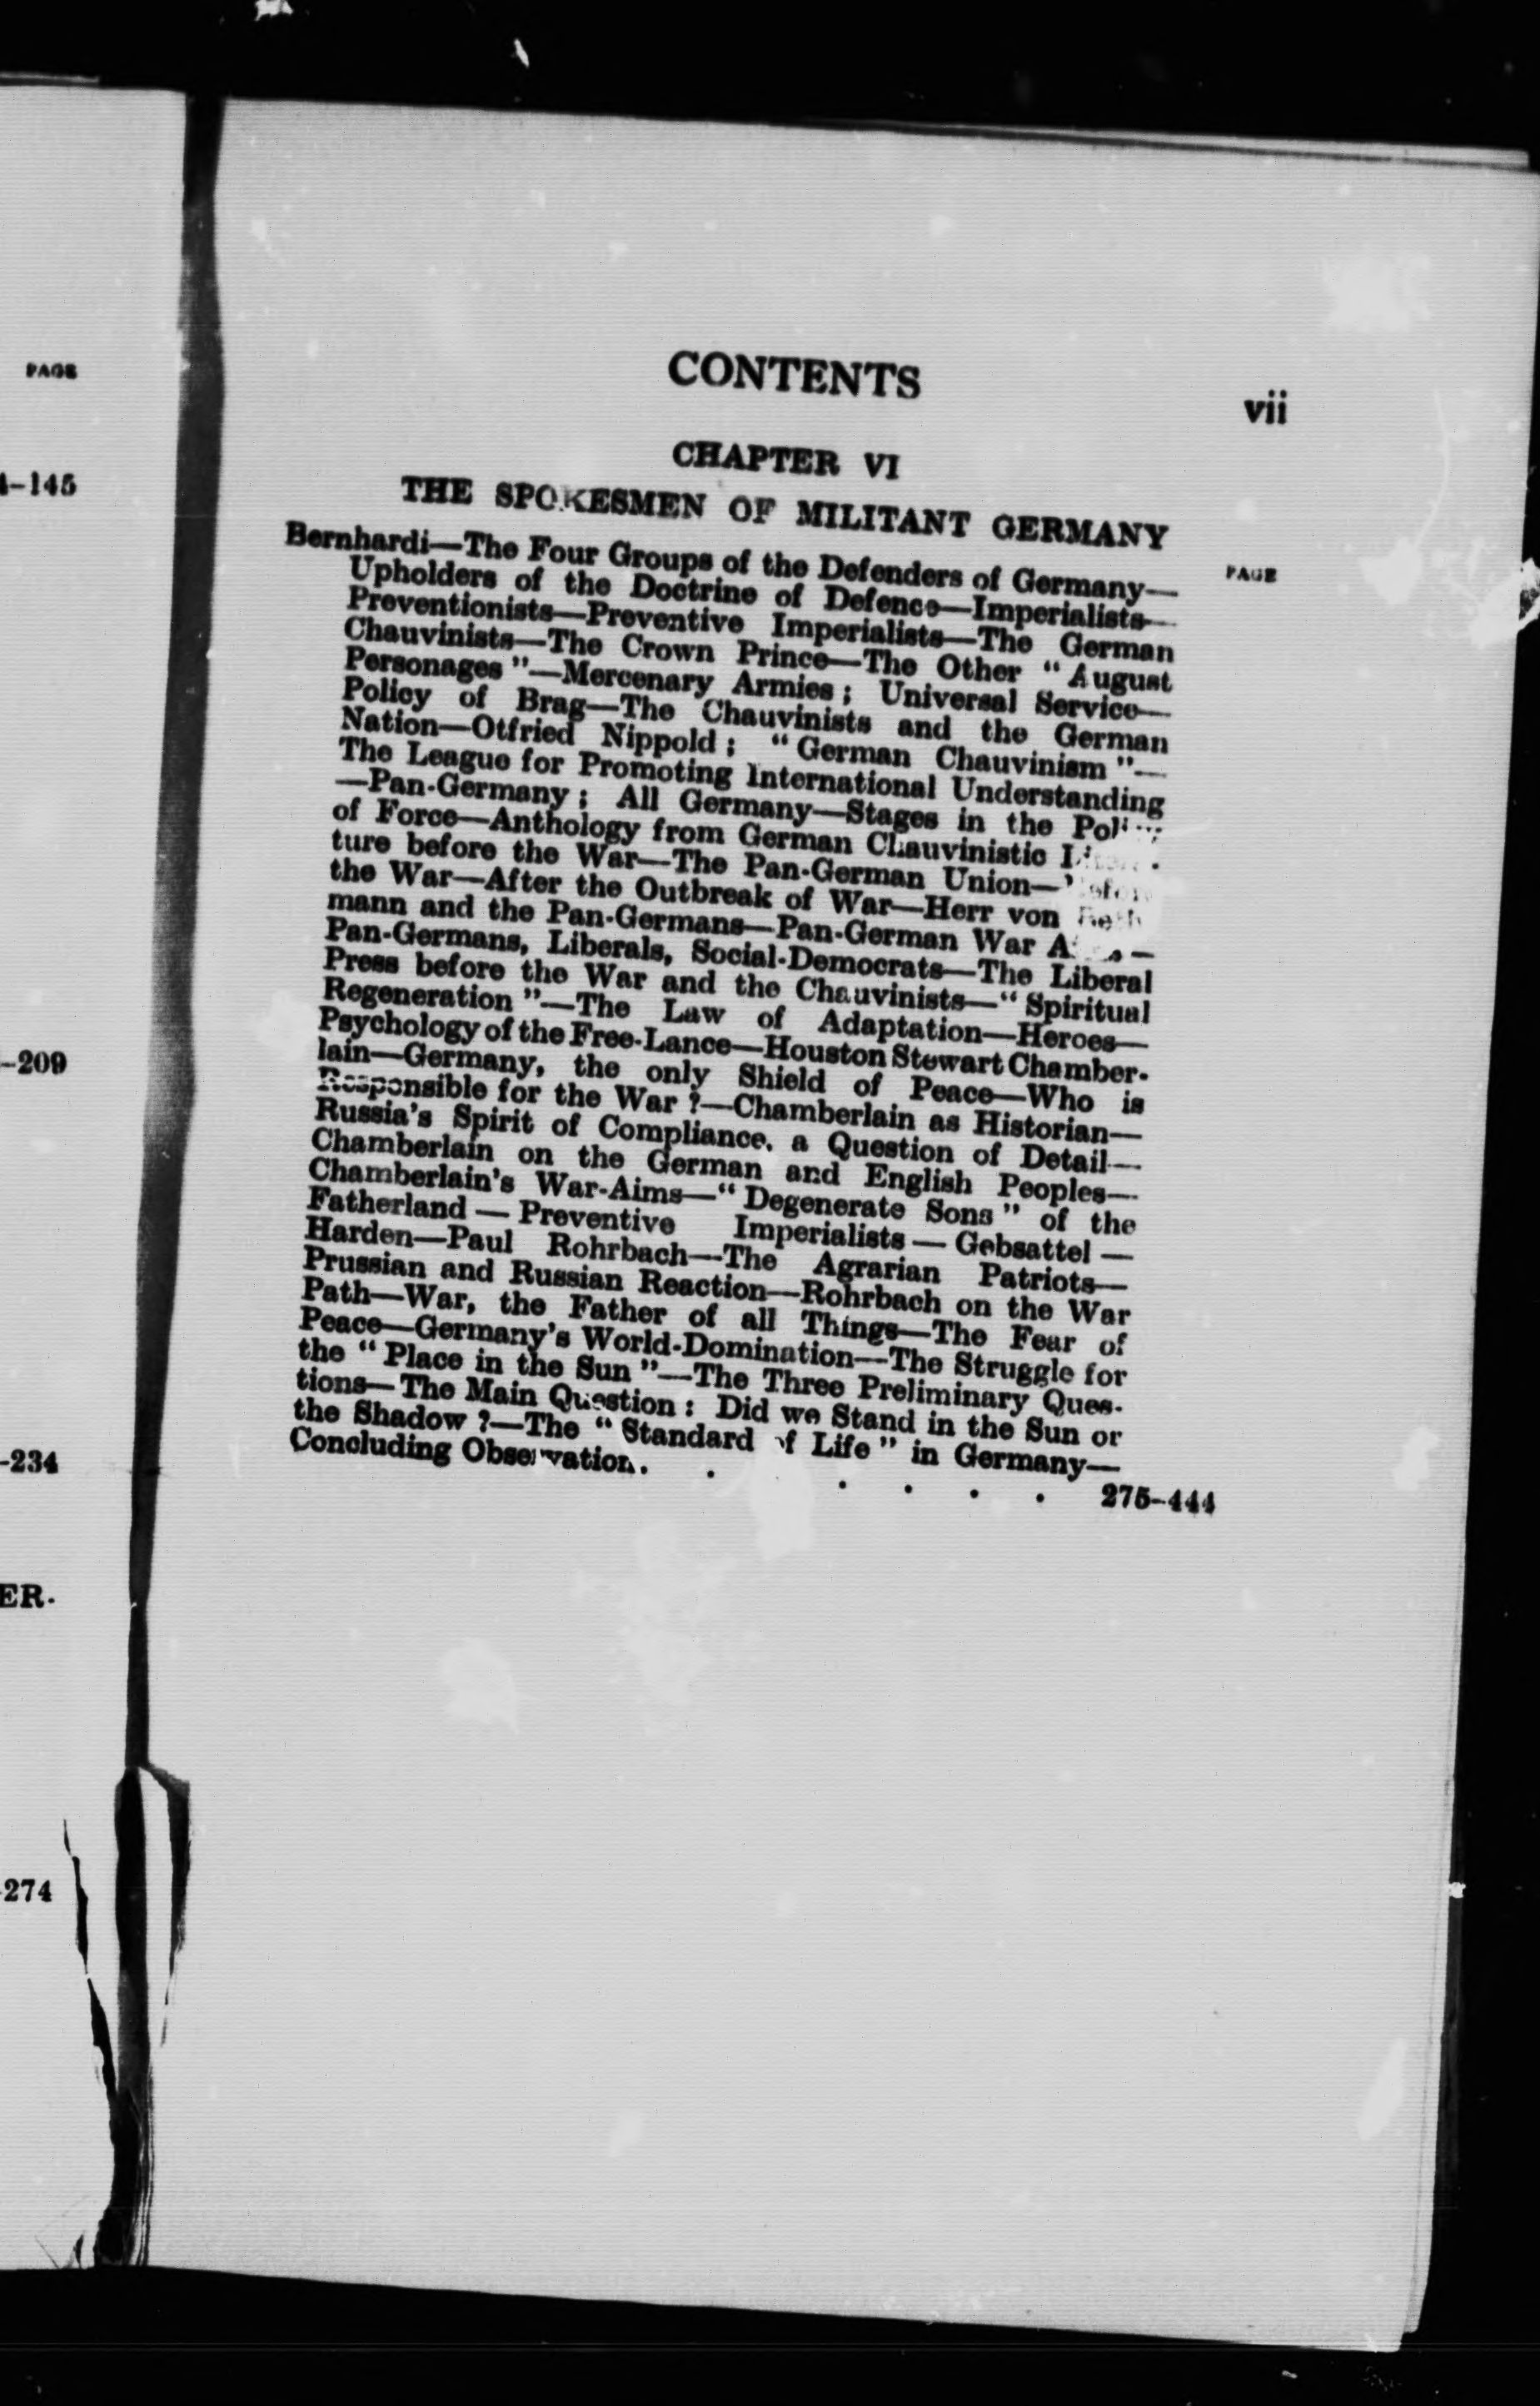 PAGE
-145
-209
-234
ER.
-274
CONTENTS
vii
CHAPTER VI
THE SPOKESMEN OF MILITANT GERMANY
PAGE
Bernhardi—The Four Groups of the Defenders of Germany—
Upholders of the Doctrine of Defence—Imperialists—
Preventionists—Preventive Imperialists—The German
Chauvinists—The Crown Prince—The Other “August
Personages”—Mercenary Armies; Universal Service—
Policy of Brag—The Chauvinists and the German
Nation—Otfried Nippold; “German Chauvinism”—
The League for Promoting International Understanding
—Pan-Germany; All Germany—Stages in the
of Force—Anthology from German Chauvinistic
ture before the War—The Pan-German Union—
the War—After the Outbreak of War—Herr von
mann and the Pan-Germans—Pan-German War
Pan-Germans, Liberals, Social-Democrats—The Liberal
Press before the War and the Chauvinists—“Spiritual
Regeneration”—The Law of Adaptation—Heroes—
Psychology of the Free-Lance—Houston Stewart Chamber-
lain—Germany, the only Shield of Peace—Who is
Responsible for the War?—Chamberlain as Historian—
Russia's Spirit of Compliance, a Question of Detail—
Chamberlain on the German and English Peoples—
Chamberlain's War-Aims—“Degenerate Sons” of the
Fatherland — Preventive Imperialists — Gebsattel —
Harden—Paul Rohrbach—The Agrarian Patriots—
Prussian and Russian Reaction—Rohrbach on the War
Path—War, the Father of all Things—The Fear of
Peace—Germany's World-Domination—The Struggle for
the “Place in the Sun”—The Three Preliminary Ques-
tions—The Main Question: Did we Stand in the Sun or
the Shadow?—The “Standard of Life” in Germany—
Concluding Observation . . . . . . 275-444